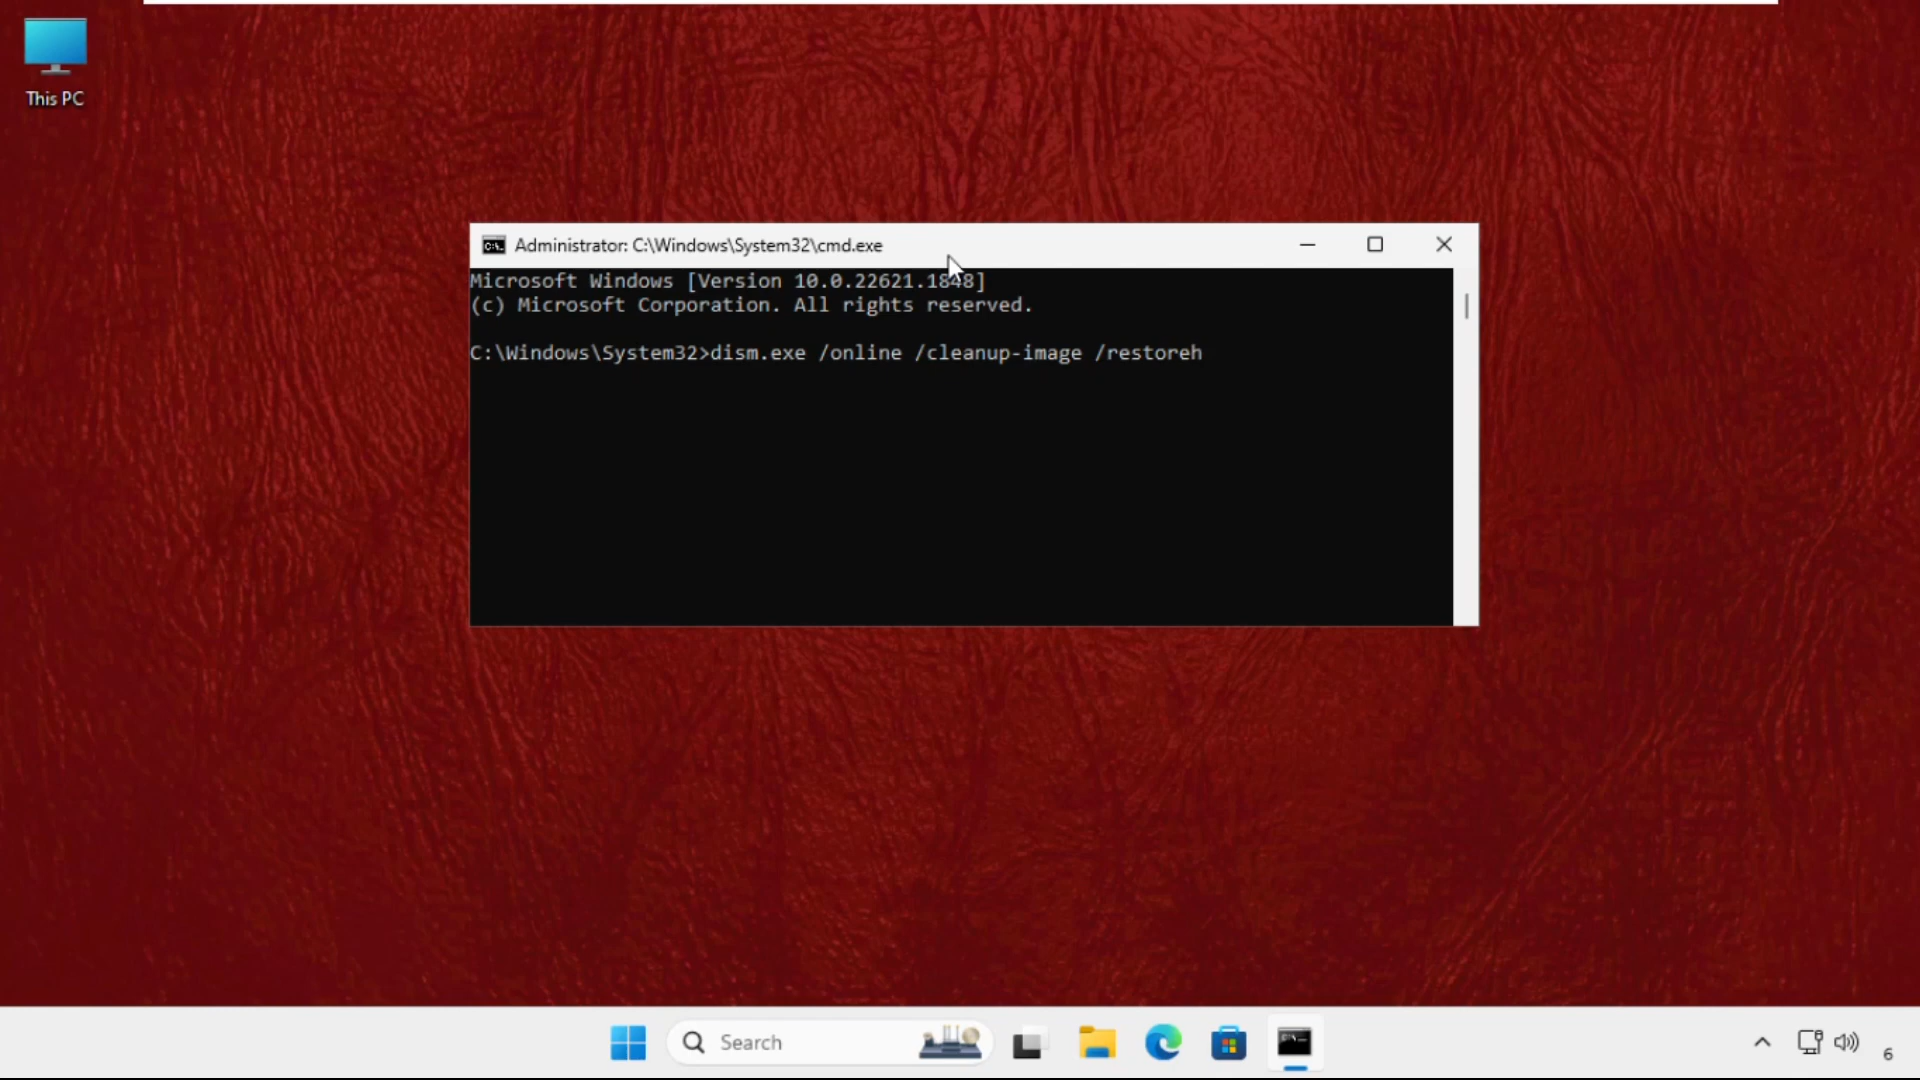 This PC
Administrator: C:\Windows\System32\cmd.exe
Microsoft Windows [Version 10.0.22621.1848]
(c) Microsoft Corporation. All rights reserved.
C:\Windows\System32>dism.exe /online /cleanup-image /restoreh
Search
6